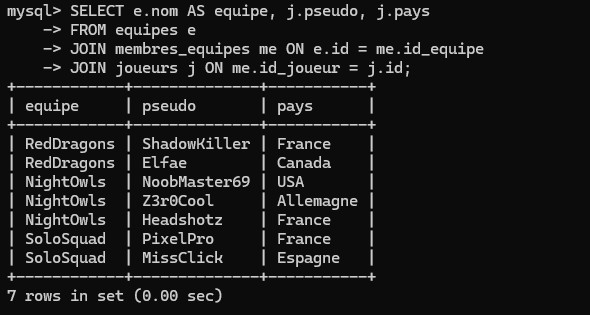 mysql> SELECT e.nom AS equipe, j.pseudo, j.pays
    -> FROM equipes e
    -> JOIN membres_equipes me ON e.id = me.id_equipe
    -> JOIN joueurs j ON me.id_joueur = j.id;
+------------+--------------+-----------+
| equipe     | pseudo       | pays      |
+------------+--------------+-----------+
| RedDragons | ShadowKiller | France    |
| RedDragons | Elfae        | Canada    |
| NightOwls  | NoobMaster69 | USA       |
| NightOwls  | Z3r0Cool     | Allemagne |
| NightOwls  | Headshotz    | France    |
| SoloSquad  | PixelPro     | France    |
| SoloSquad  | MissClick    | Espagne   |
+------------+--------------+-----------+
7 rows in set (0.00 sec)